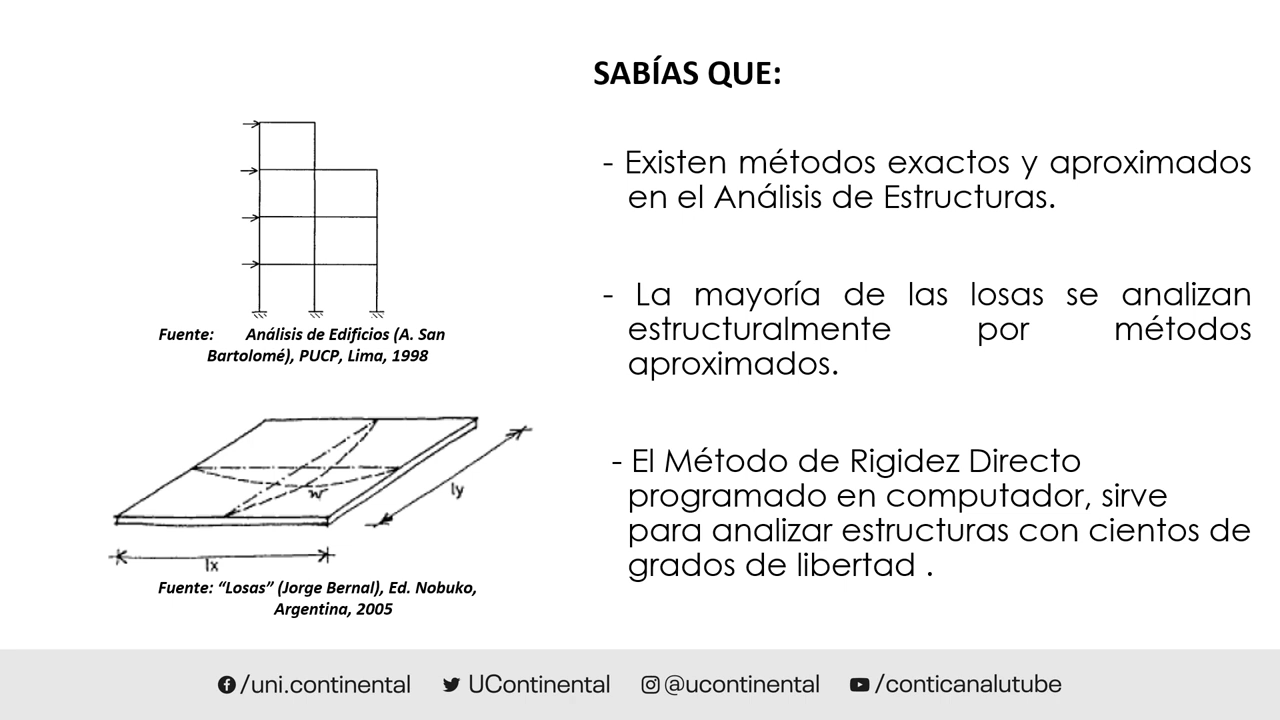 SABÍAS QUE:
- Existen métodos exactos y aproximados
en el Análisis de Estructuras.
- La mayoría de las losas se analizan
estructuralmente por métodos
aproximados.
- El Método de Rigidez Directo
programado en computador, sirve
para analizar estructuras con cientos de
grados de libertad .
Fuente: Análisis de Edificios (A. San
Bartolomé), PUCP, Lima, 1998
w
ly
lx
Fuente: “Losas” (Jorge Bernal), Ed. Nobuko,
Argentina, 2005
/uni.continental UContinental @ucontinental /conticanalutube